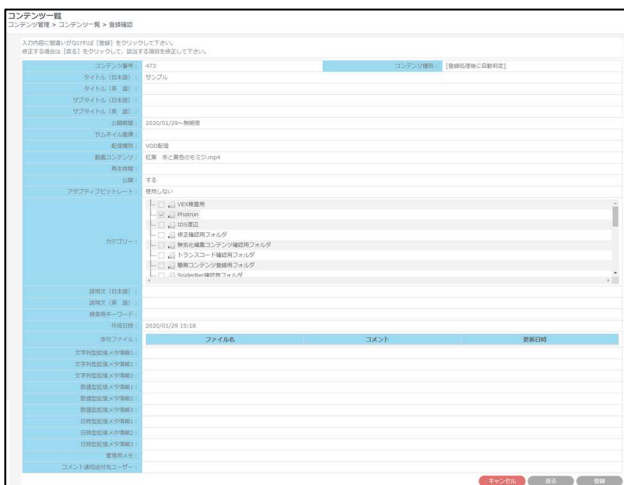 コンテンツ一覧
コンテンツ管理 > コンテンツ一覧 > 登録確認
入力内容に間違いがなければ［登録］をクリックして下さい。
修正する場合は［戻る］をクリックして、該当する項目を修正して下さい。
コンテンツ番号： 473 コンテンツ種別： [登録処理後に自動判定]
タイトル（日本語）： サンプル
タイトル（英 語）：
サブタイトル（日本語）：
サブタイトル（英 語）：
公開期間： 2020/01/29～無期限
サムネイル画像：
配信種別： VOD配信
動画コンテンツ： 紅葉 赤と黄色のモミジ.mp4
再生時間：
公開： する
アダプティブビットレート： 使用しない
カテゴリー：
VEX検査用
Photron
IDS渡辺
修正確認用フォルダ
無劣化編集コンテンツ確認用フォルダ
トランスコード確認用フォルダ
簡易コンテンツ登録用フォルダ
説明文（日本語）：
説明文（英 語）：
検索用キーワード：
作成日時： 2020/01/29 15:18
添付ファイル： ファイル名 コメント 更新日時
文字列型拡張メタ情報1：
文字列型拡張メタ情報2：
文字列型拡張メタ情報3：
数値型拡張メタ情報1：
数値型拡張メタ情報2：
数値型拡張メタ情報3：
日時型拡張メタ情報1：
日時型拡張メタ情報2：
日時型拡張メタ情報3：
管理用メモ：
コメント通知送付先ユーザー：
キャンセル 戻る 登録